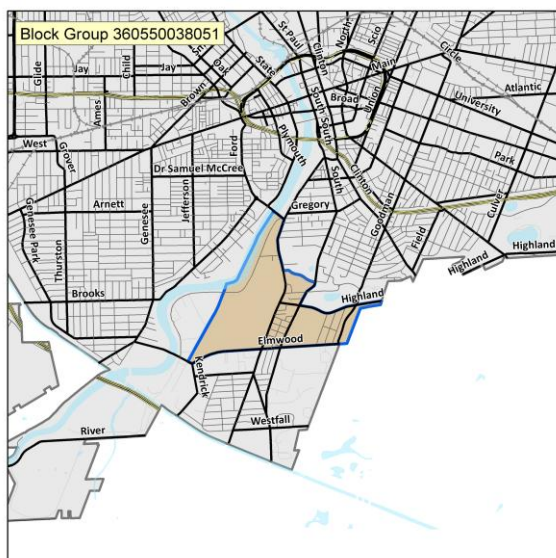 Block Group 360550038051
St Paul
Clinton
North
Scio
Circle
Main
Gilde
Jay
Child
Jay
Oak
State
Ames
Brown
Broad
Union
Atlantic
University
South
South
Plymouth
Ford
West
Grover
Dr Samuel McCree
South
Clinton
Park
Genesee Park
Thurston
Arnett
Genesee
Jefferson
Gregory
Goodman
Field
Culver
Highland
Highland
Brooks
Highland
Elmwood
Kendrick
Westfall
River